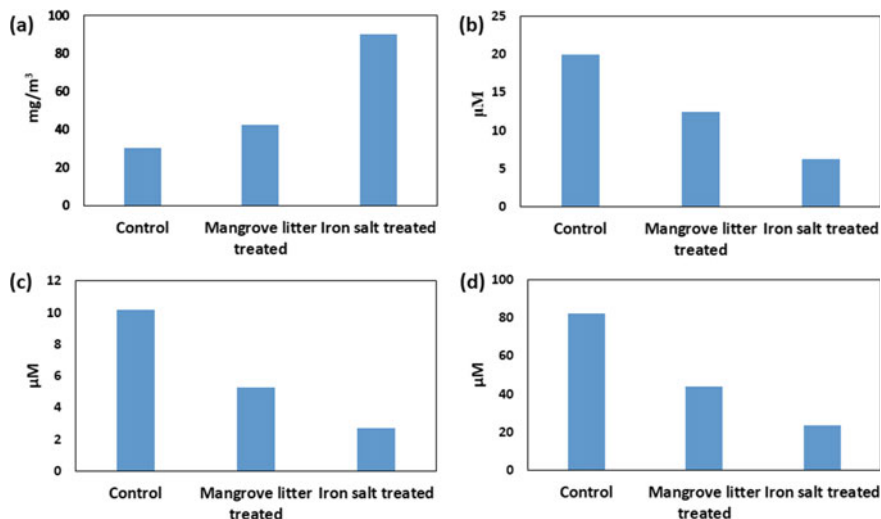 (a)
mg/m³
100
80
60
40
20
0
Control
Mangrove litter
treated
Iron salt treated
(b)
µM
25
20
15
10
5
0
Control
Mangrove litter
treated
Iron salt treated
(c)
µM
12
10
8
6
4
2
0
Control
Mangrove litter
treated
Iron salt treated
(d)
µM
100
80
60
40
20
0
Control
Mangrove litter
treated
Iron salt treated